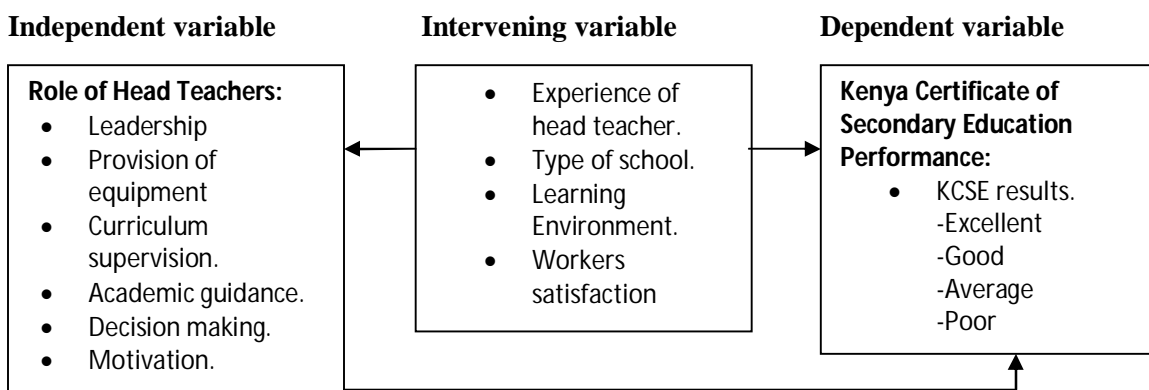 Independent variable
Intervening variable
Dependent variable
Role of Head Teachers:
• Leadership
• Provision of
equipment
• Curriculum
supervision.
• Academic guidance.
• Decision making.
• Motivation.
• Experience of
head teacher.
• Type of school.
• Learning
Environment.
• Workers
satisfaction
Kenya Certificate of
Secondary Education
Performance:
• KCSE results.
-Excellent
-Good
-Average
-Poor